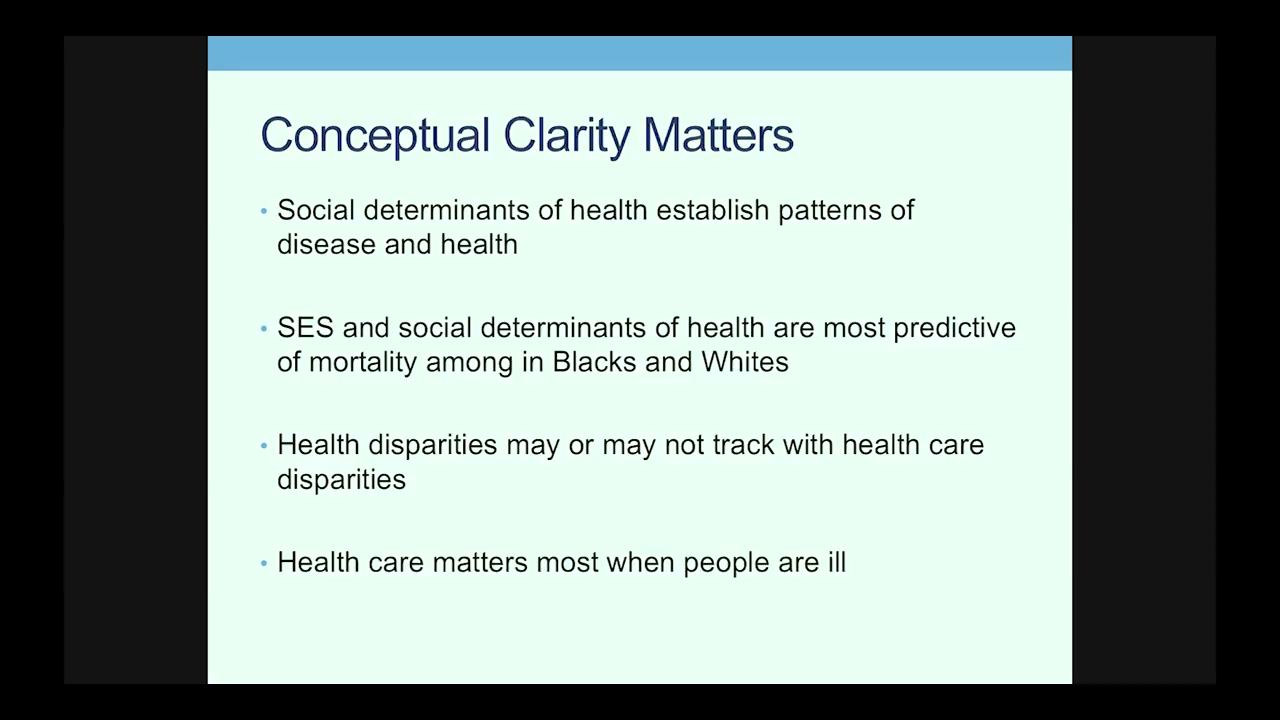 Conceptual Clarity Matters
• Social determinants of health establish patterns of
disease and health
• SES and social determinants of health are most predictive
of mortality among in Blacks and Whites
• Health disparities may or may not track with health care
disparities
• Health care matters most when people are ill